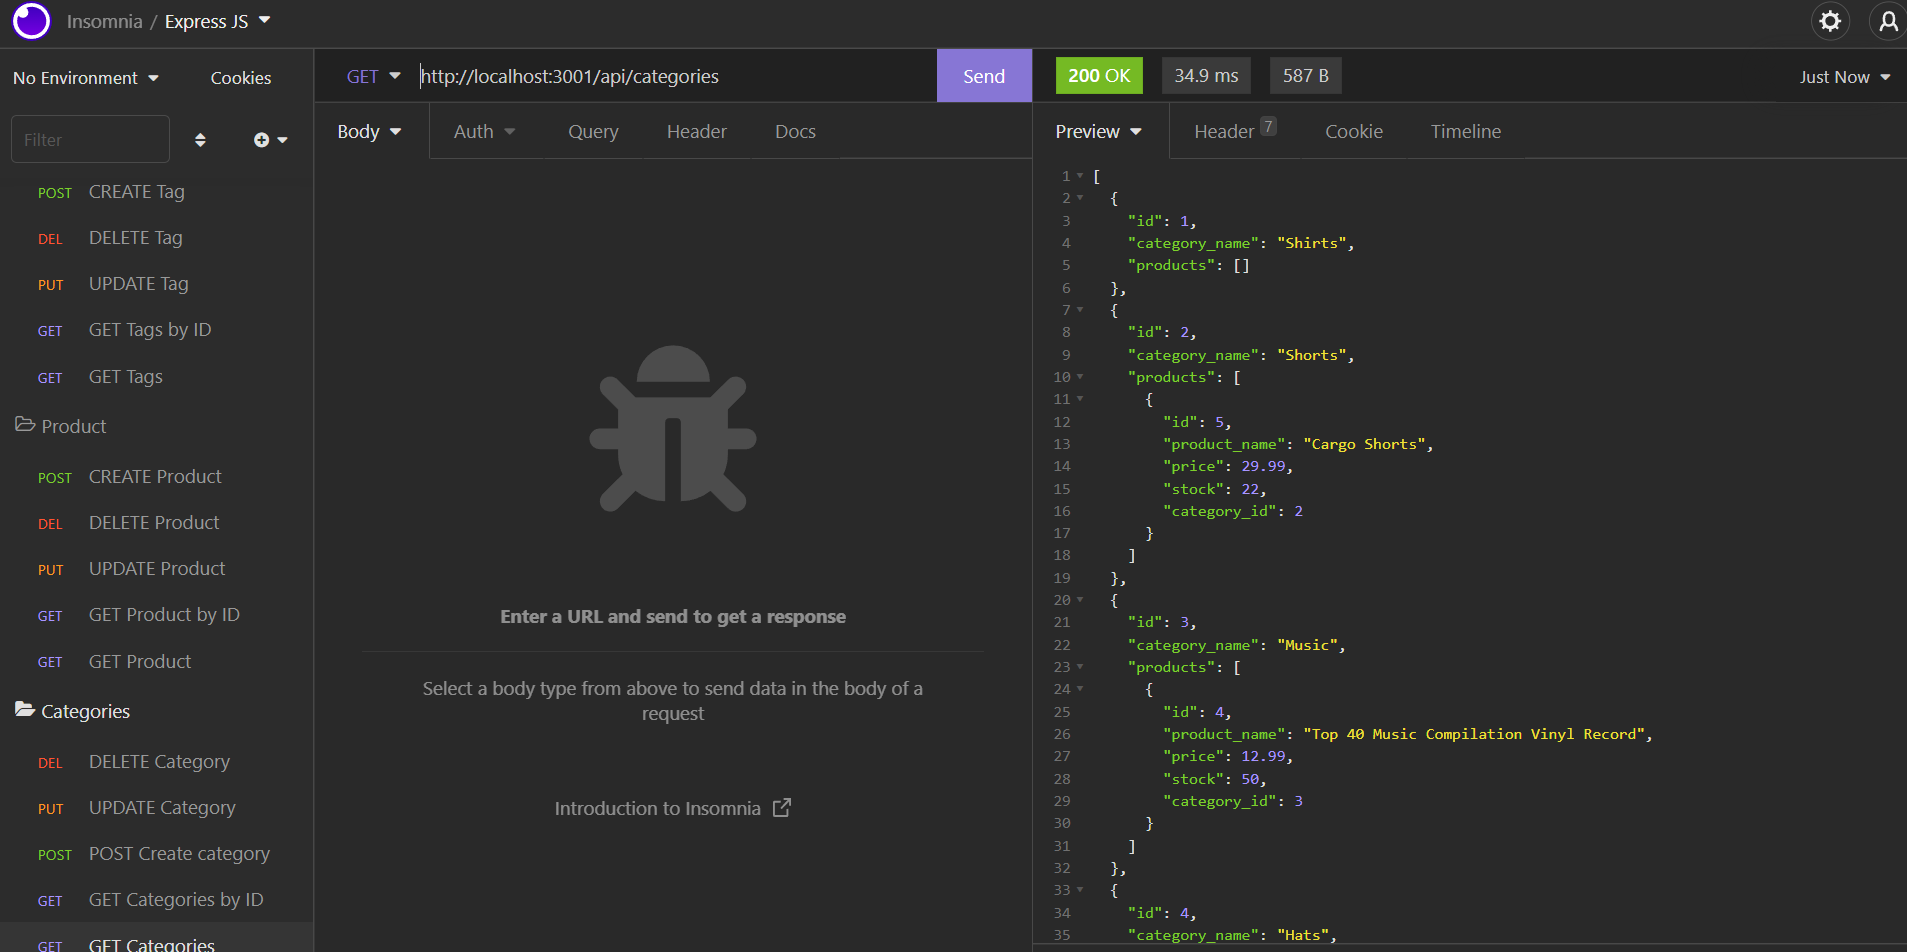 Insomnia / Express JS
No Environment
Cookies
Filter
POST CREATE Tag
DEL DELETE Tag
PUT UPDATE Tag
GET GET Tags by ID
GET GET Tags
Product
POST CREATE Product
DEL DELETE Product
PUT UPDATE Product
GET GET Product by ID
GET GET Product
Categories
DEL DELETE Category
PUT UPDATE Category
POST POST Create category
GET GET Categories by ID
GET GET Categories
GET http://localhost:3001/api/categories Send
Body Auth Query Header Docs
Enter a URL and send to get a response
Select a body type from above to send data in the body of a
request
Introduction to Insomnia
200 OK 34.9 ms 587 B Just Now
Preview Header 7 Cookie Timeline
1 [
2 {
3 "id": 1,
4 "category_name": "Shirts",
5 "products": []
6 },
7 {
8 "id": 2,
9 "category_name": "Shorts",
10 "products": [
11 {
12 "id": 5,
13 "product_name": "Cargo Shorts",
14 "price": 29.99,
15 "stock": 22,
16 "category_id": 2
17 }
18 ]
19 },
20 {
21 "id": 3,
22 "category_name": "Music",
23 "products": [
24 {
25 "id": 4,
26 "product_name": "Top 40 Music Compilation Vinyl Record",
27 "price": 12.99,
28 "stock": 50,
29 "category_id": 3
30 }
31 ]
32 },
33 {
34 "id": 4,
35 "category_name": "Hats",